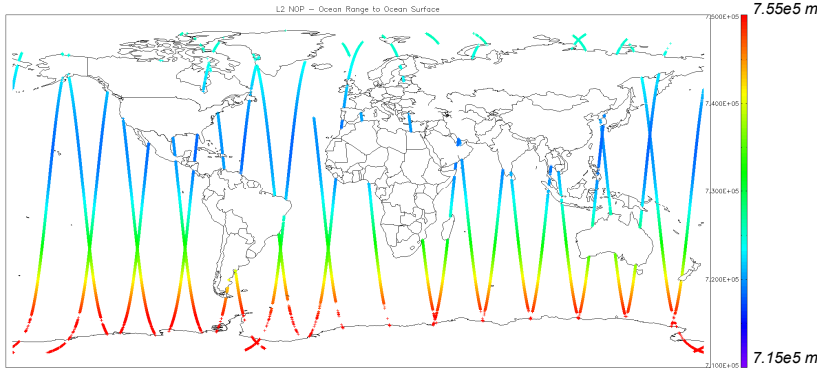 L2 NOP — Ocean Range to Ocean Surface
7.55e5 m
7.500E+05
7.400E+05
7.300E+05
7.200E+05
7.100E+05
7.15e5 m